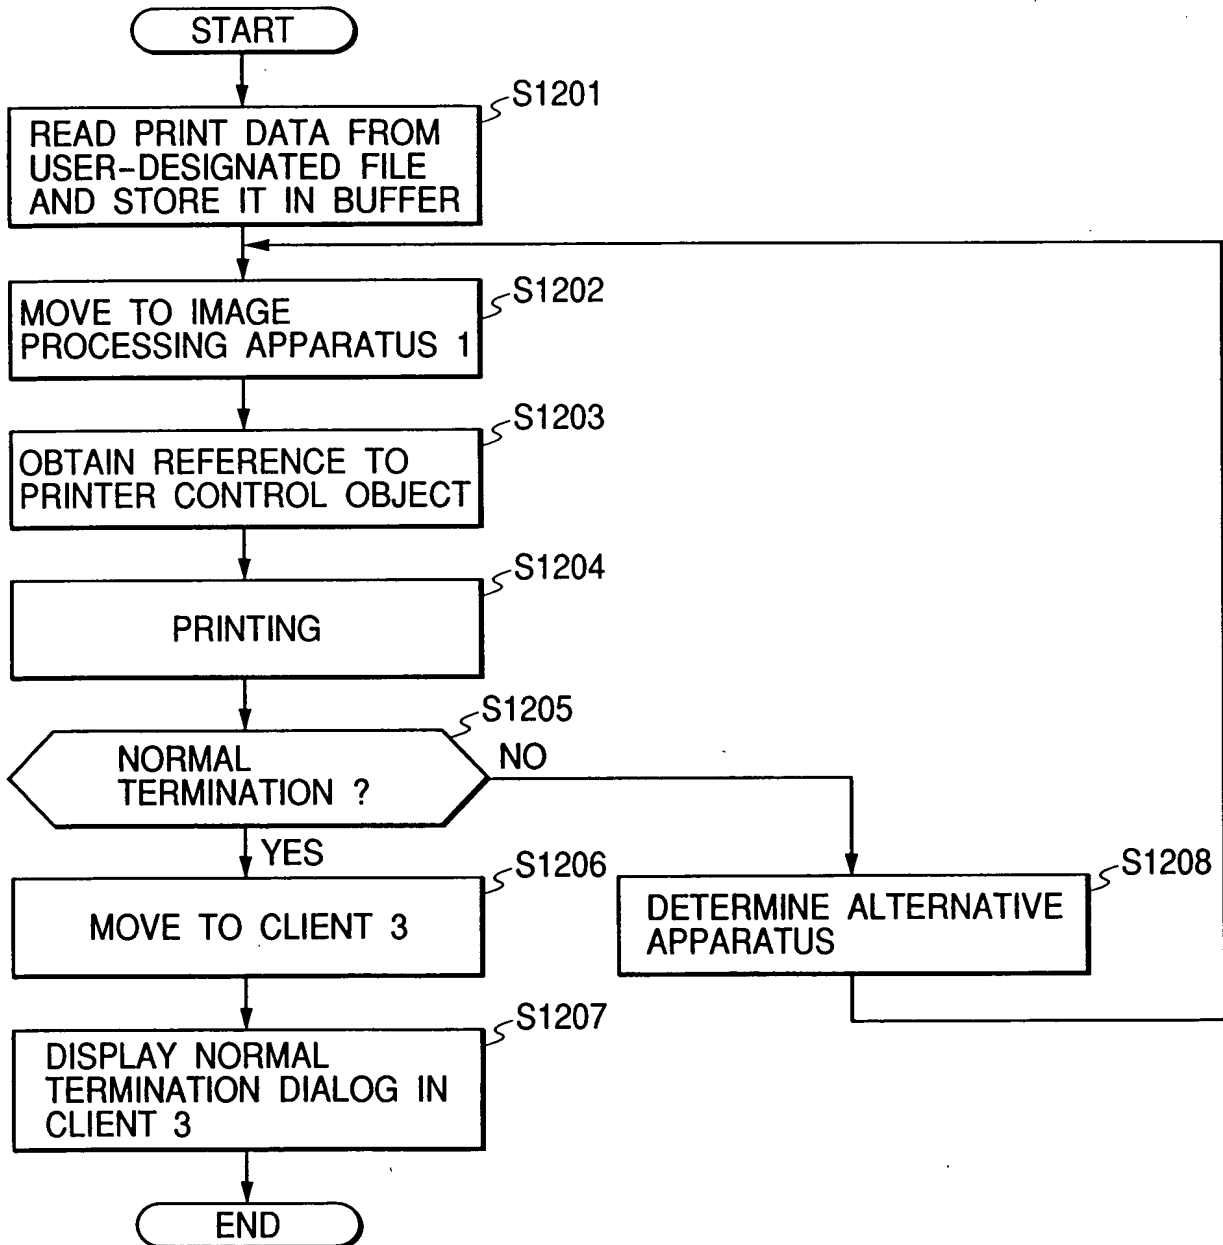 START
S1201
READ PRINT DATA FROM
USER-DESIGNATED FILE
AND STORE IT IN BUFFER
S1202
MOVE TO IMAGE
PROCESSING APPARATUS 1
S1203
OBTAIN REFERENCE TO
PRINTER CONTROL OBJECT
S1204
PRINTING
S1205
NORMAL
TERMINATION ?
NO
YES
S1206
MOVE TO CLIENT 3
S1208
DETERMINE ALTERNATIVE
APPARATUS
S1207
DISPLAY NORMAL
TERMINATION DIALOG IN
CLIENT 3
END